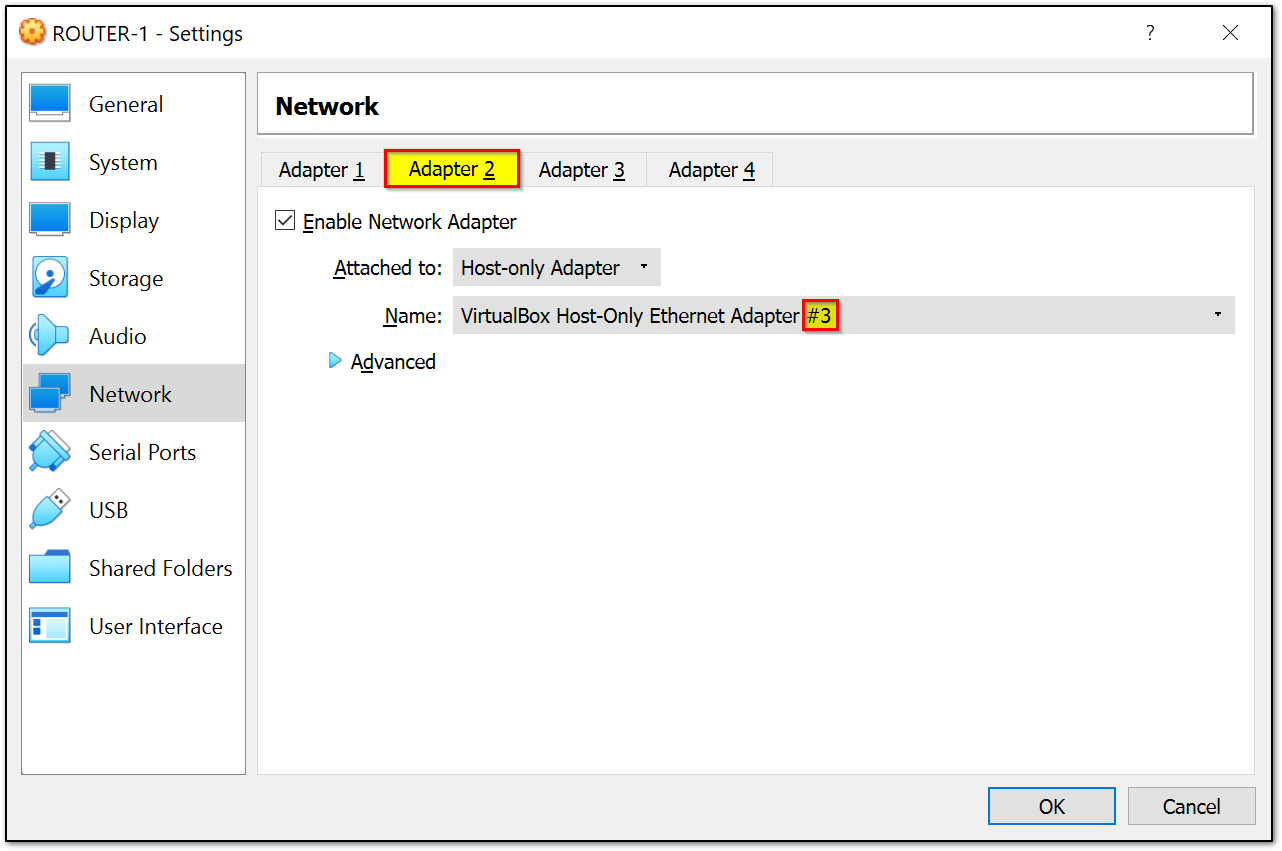 ROUTER-1 - Settings
?
General
System
Display
Storage
Audio
Network
Serial Ports
USB
Shared Folders
User Interface
Network
Adapter 1 Adapter 2 Adapter 3 Adapter 4
Enable Network Adapter
Attached to: Host-only Adapter
Name: VirtualBox Host-Only Ethernet Adapter #3
Advanced
OK Cancel